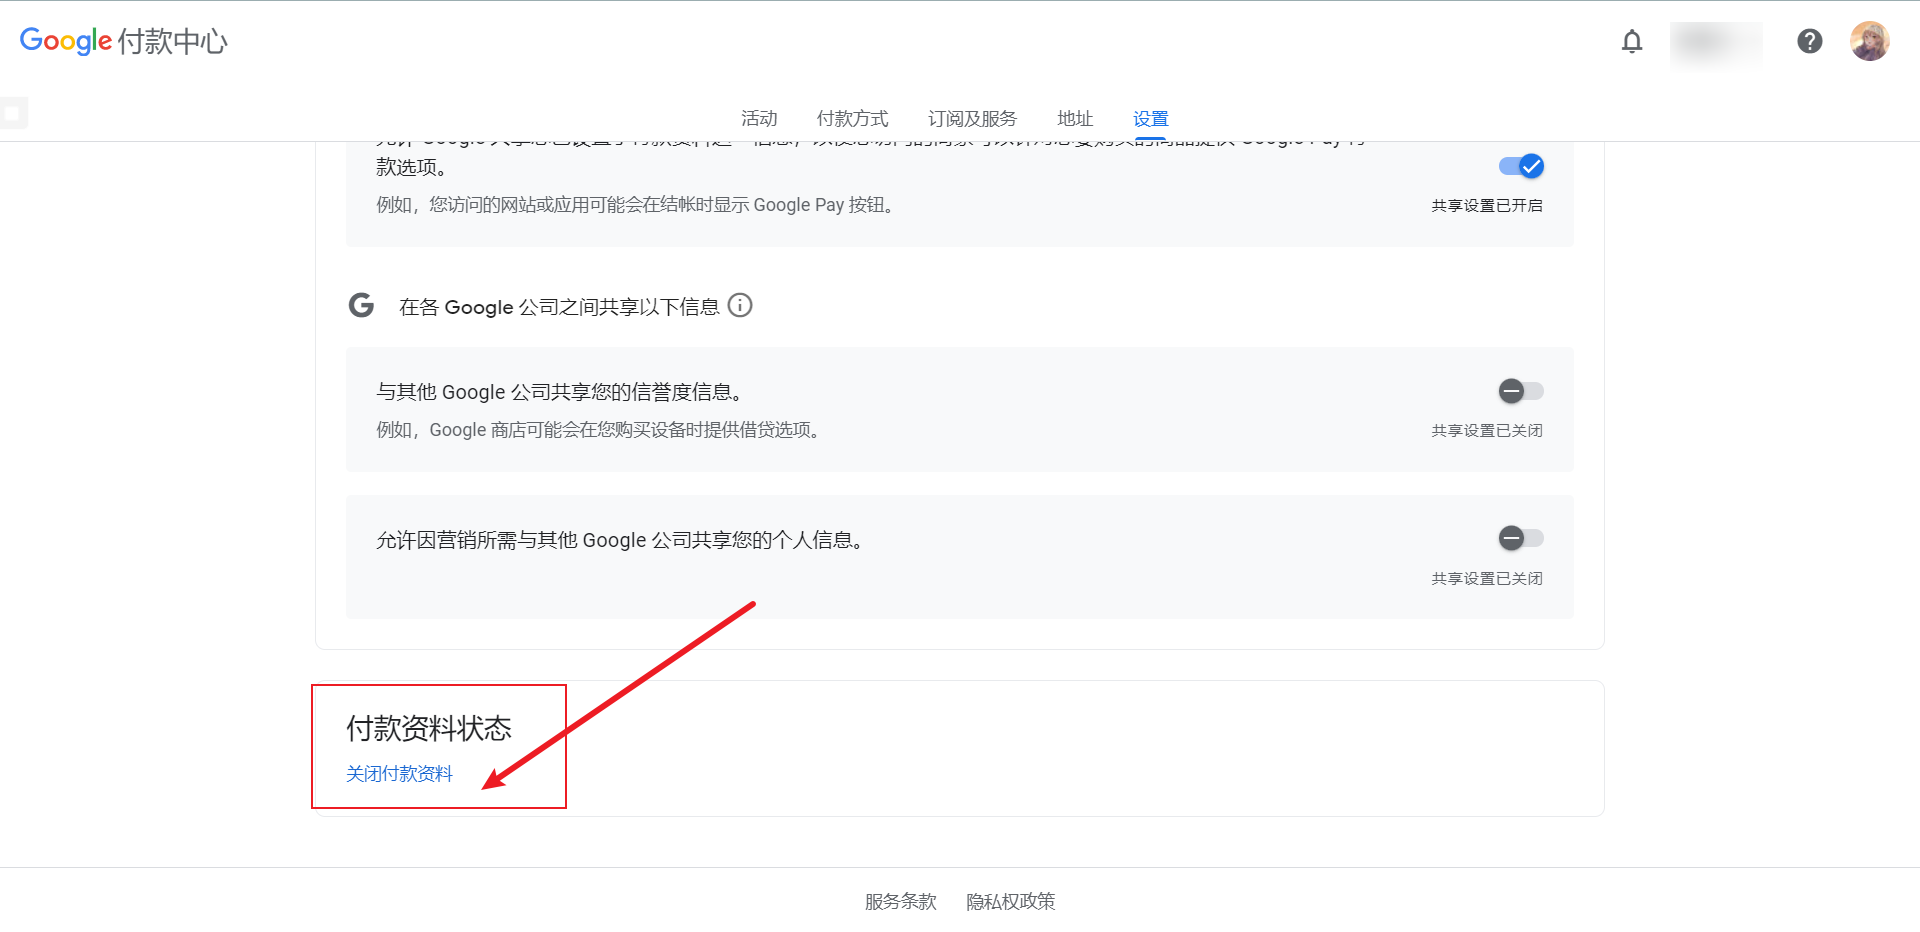 Google 付款中心
活动 付款方式 订阅及服务 地址 设置
款选项。
例如，您访问的网站或应用可能会在结帐时显示 Google Pay 按钮。
共享设置已开启
在各 Google 公司之间共享以下信息
与其他 Google 公司共享您的信誉度信息。
例如，Google 商店可能会在您购买设备时提供借贷选项。
共享设置已关闭
允许因营销所需与其他 Google 公司共享您的个人信息。
共享设置已关闭
付款资料状态
关闭付款资料
服务条款 隐私权政策